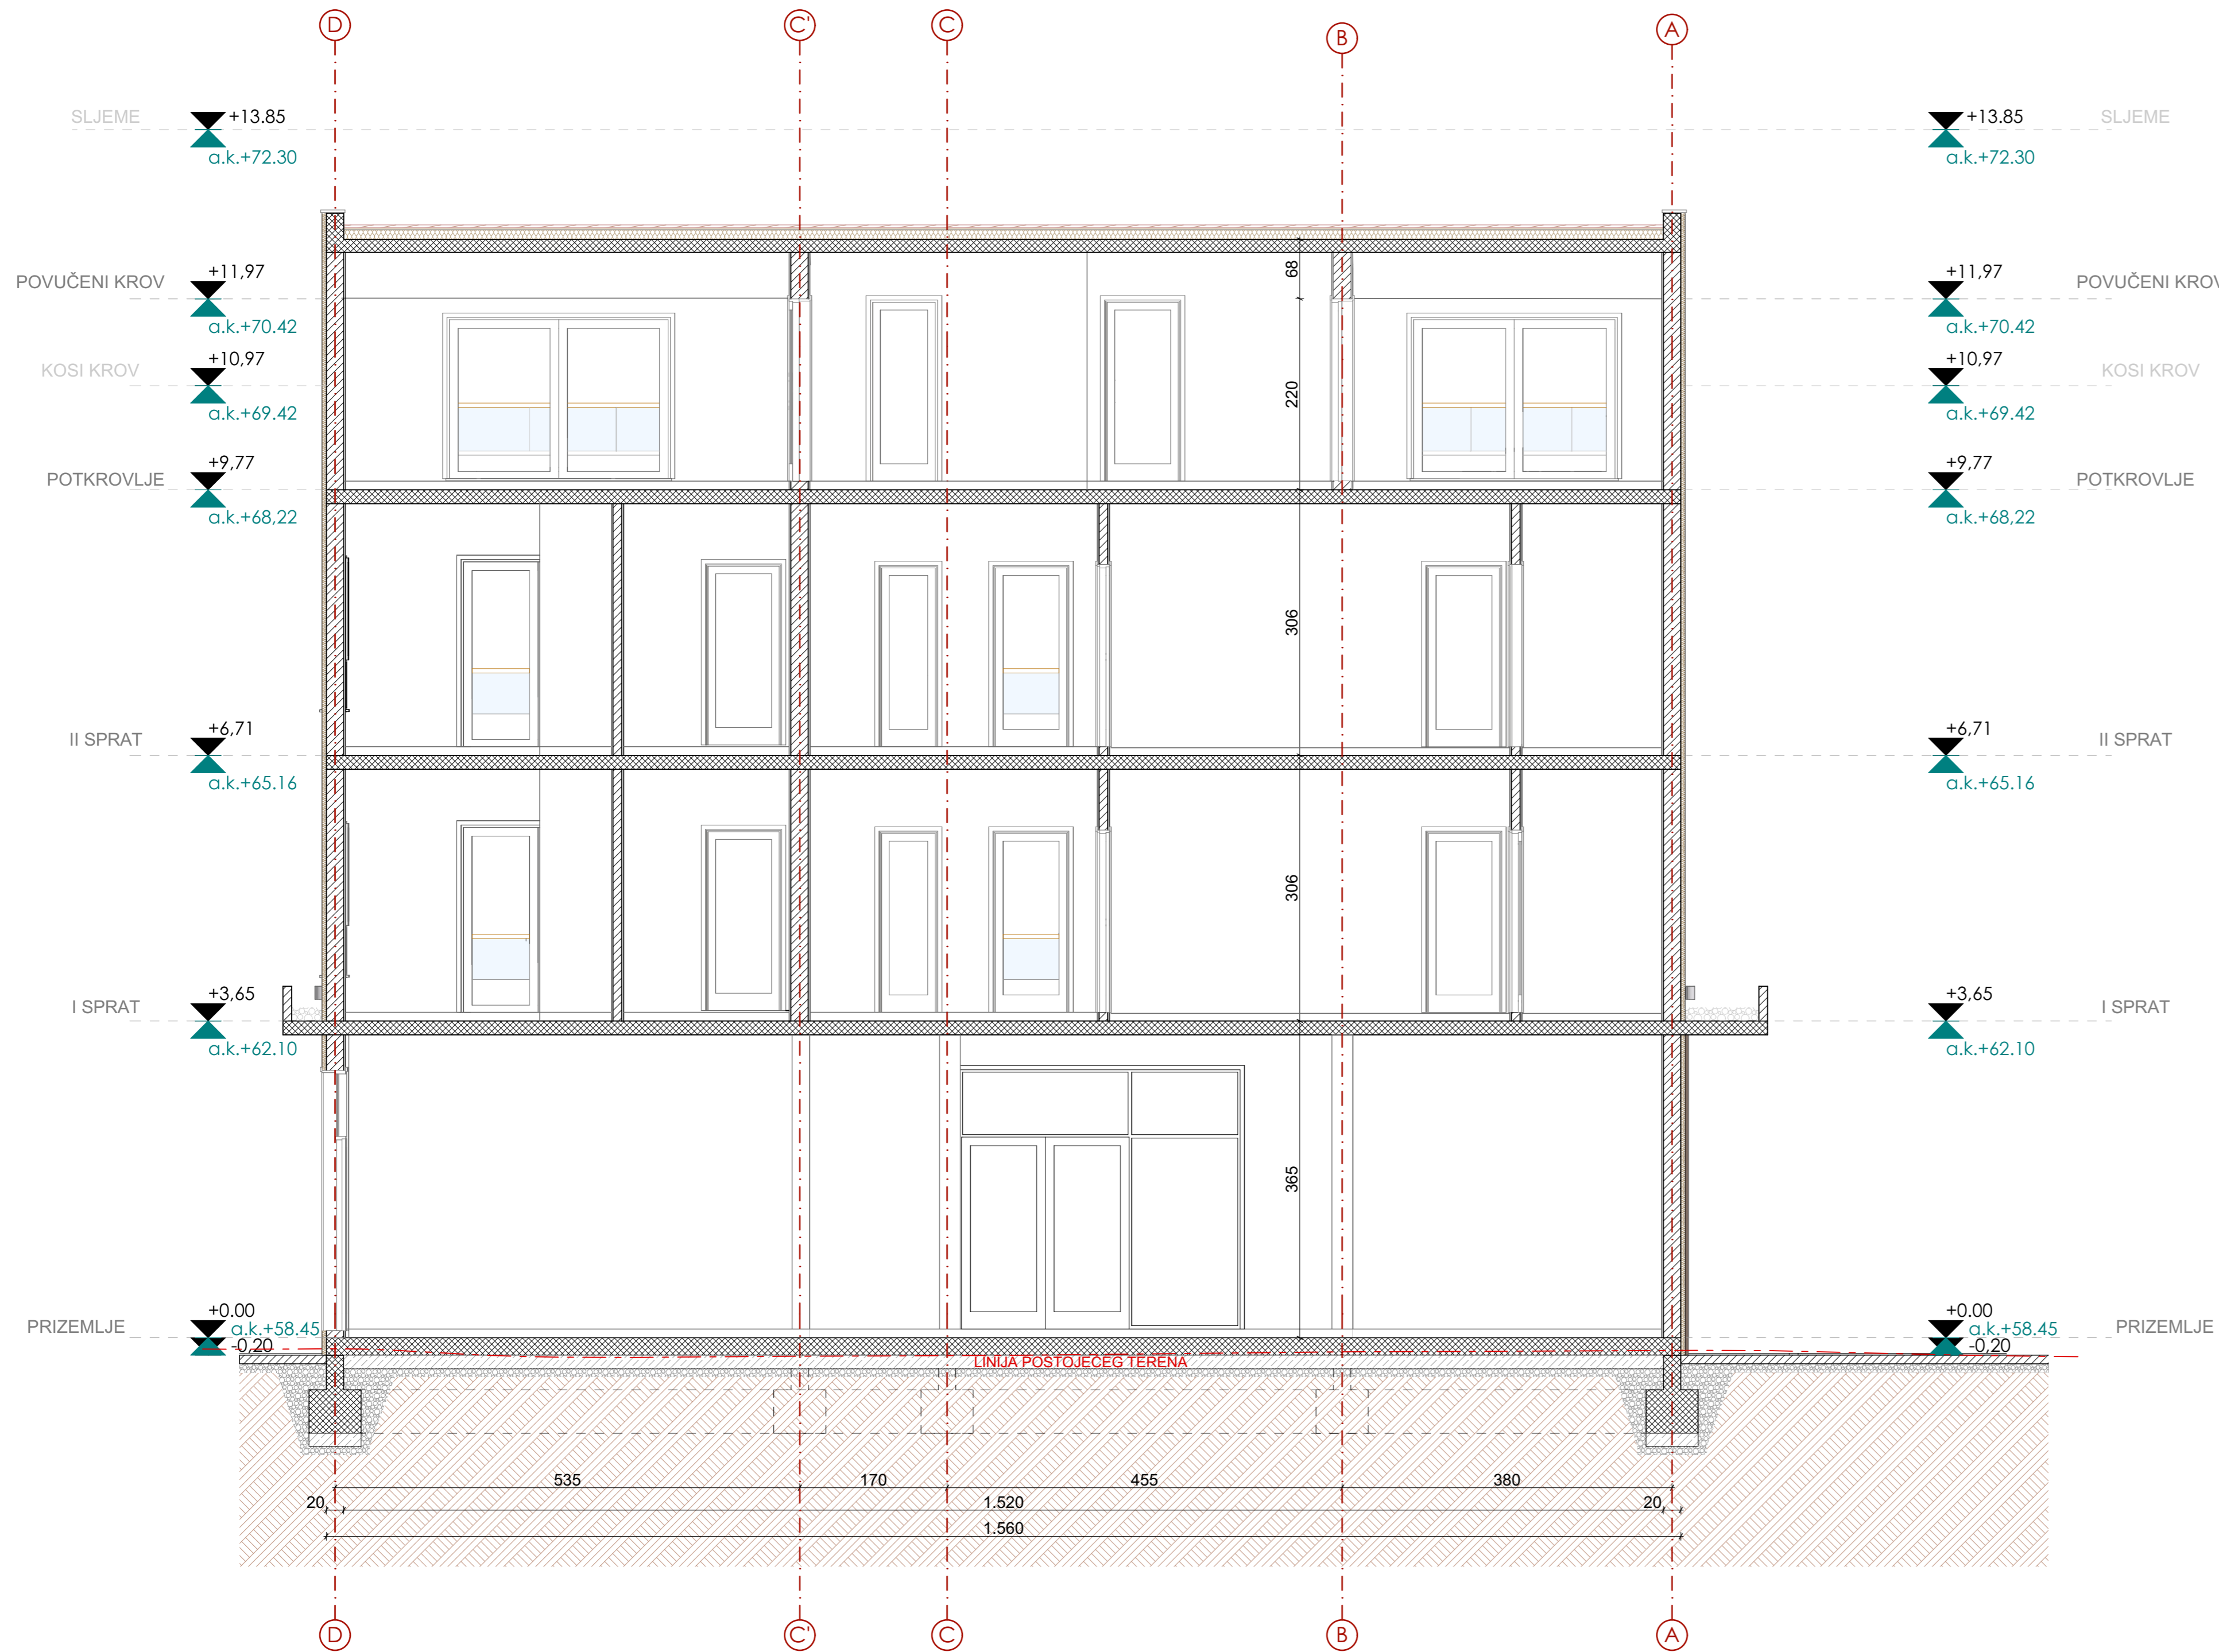 D C' C B A
SLJEME +13.85 +13.85 SLJEME
a.k.+72.30 a.k.+72.30
68
+11,97 +11,97
POVUČENI KROV POVUČENI KROV
a.k.+70.42 a.k.+70.42
+10,97 +10,97
KOSI KROV KOSI KROV
220
a.k.+69.42 a.k.+69.42
+9,77 +9,77
POTKROVLJE POTKROVLJE
a.k.+68,22 a.k.+68,22
306
+6,71 +6,71
II SPRAT II SPRAT
a.k.+65.16 a.k.+65.16
306
+3,65 +3,65
I SPRAT I SPRAT
a.k.+62.10 a.k.+62.10
365
+0.00 +0.00
PRIZEMLJE a.k.+58.45 a.k.+58.45 PRIZEMLJE
-0,20 -0,20
LINIJA POSTOJEĆEG TERENA
535 170 455 380
20 1.520 20
1.560
D C' C B A